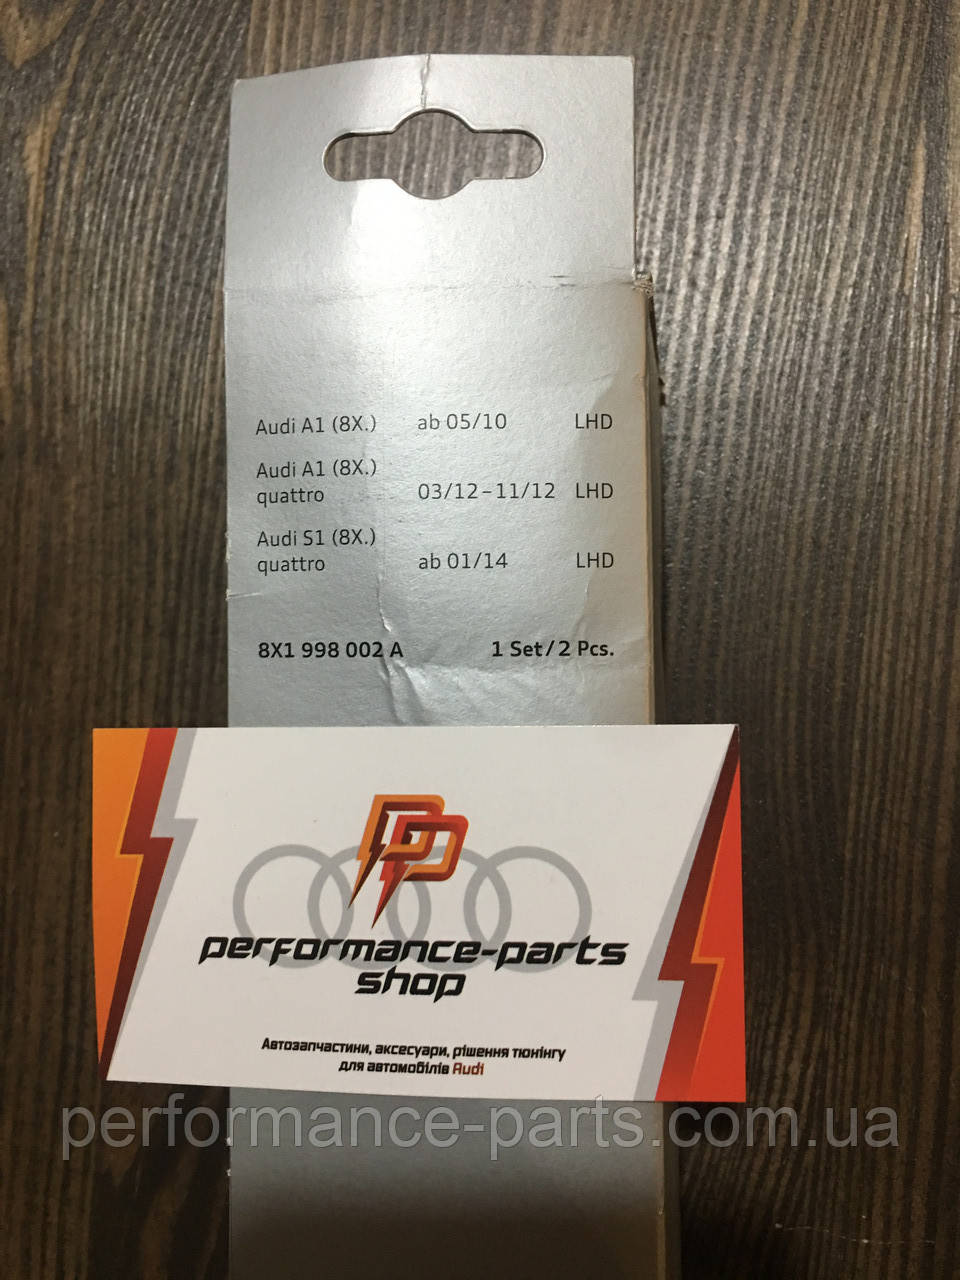 Audi A1 (8X.) ab 05/10 LHD
Audi A1 (8X.)
quattro 03/12 – 11/12 LHD
Audi S1 (8X.)
quattro ab 01/14 LHD
8X1 998 002 A 1 Set / 2 Pcs.
PP
performance-parts
shop
Автозапчастини, аксесуари, рішення тюнінгу
для автомобілів Audi
performance-parts.com.ua